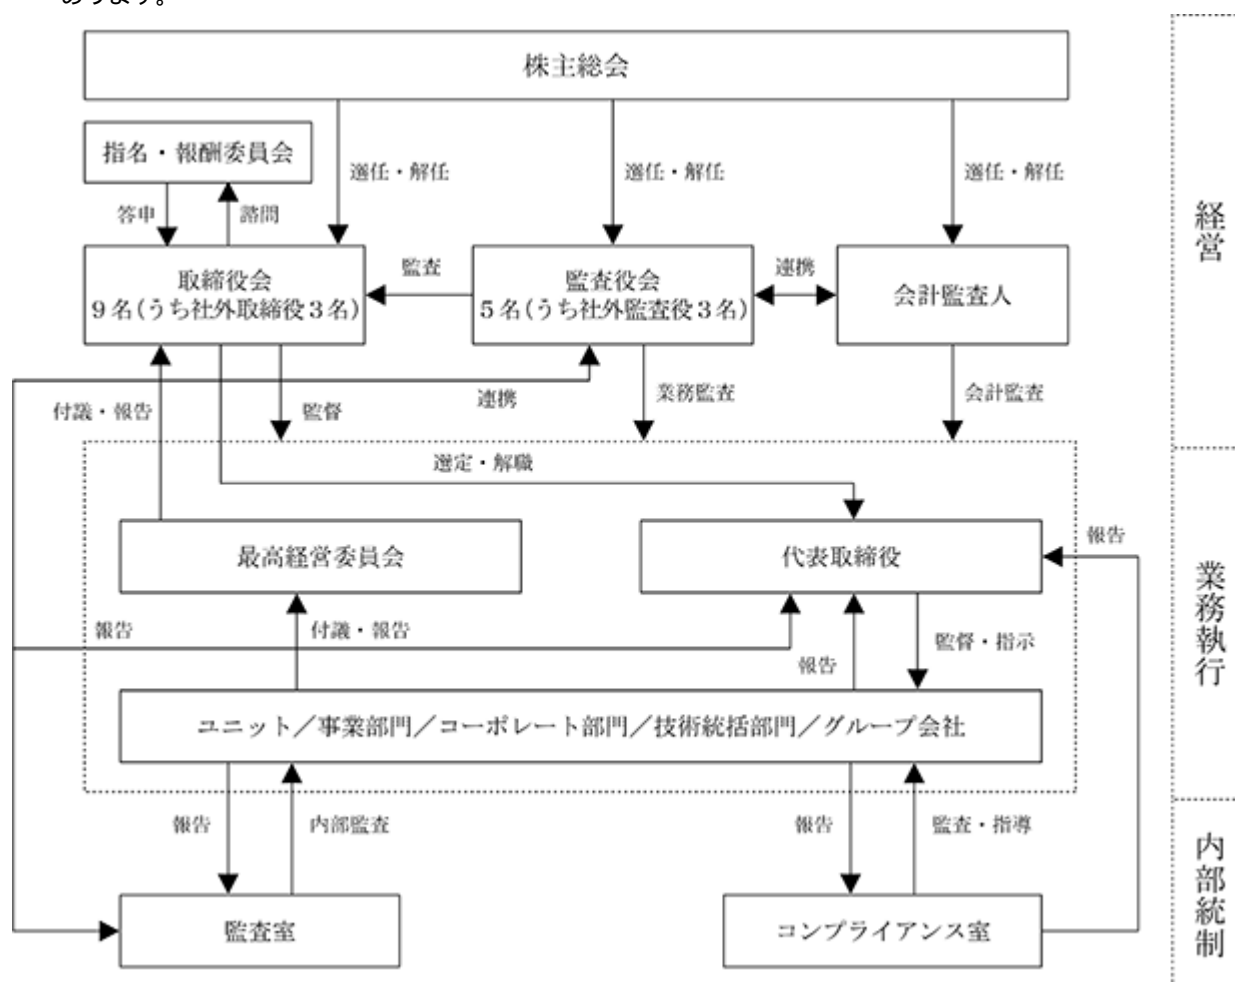 あります。
株主総会
指名・報酬委員会
選任・解任
選任・解任
選任・解任
答申
諮問
取締役会
9名(うち社外取締役3名)
監査
監査役会
5名(うち社外監査役3名)
連携
会計監査人
経営
付議・報告
監督
連携
業務監査
会計監査
選定・解職
最高経営委員会
代表取締役
報告
報告
付議・報告
報告
監督・指示
業務執行
ユニット/事業部門/コーポレート部門/技術統括部門/グループ会社
報告
内部監査
報告
監査・指導
監査室
コンプライアンス室
内部統制